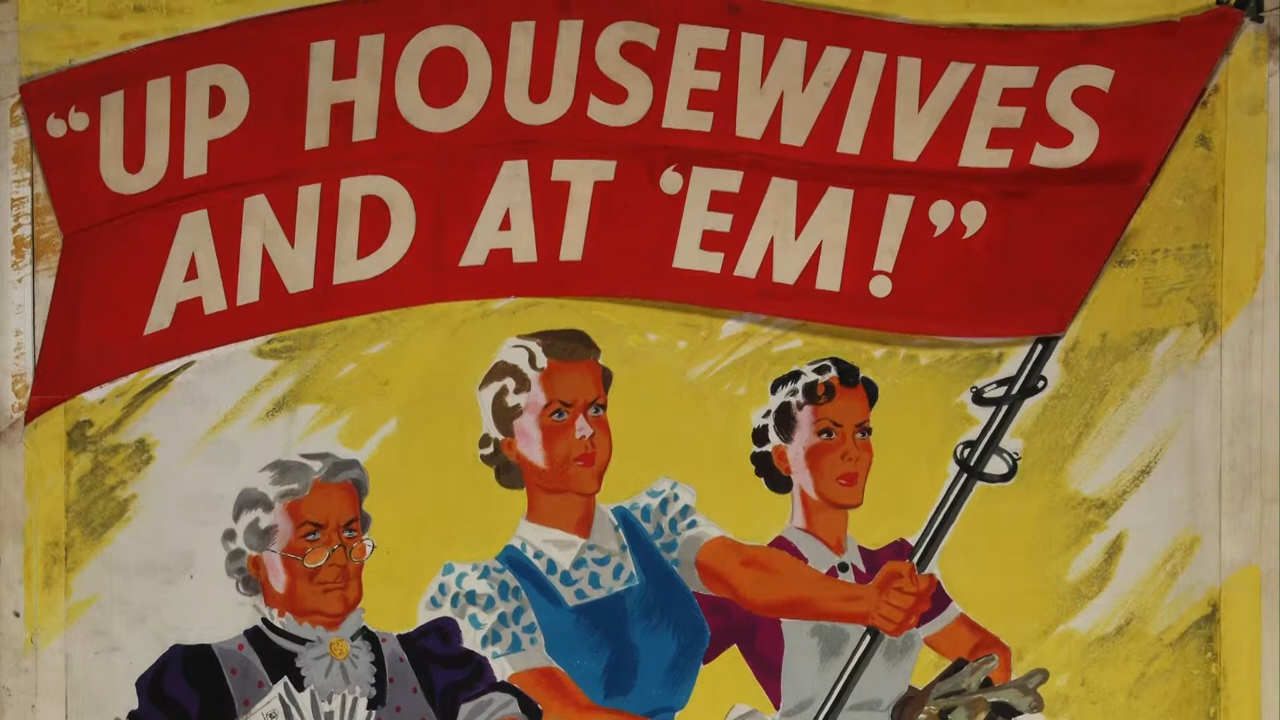 “UP HOUSEWIVES
AND AT ‘EM!”